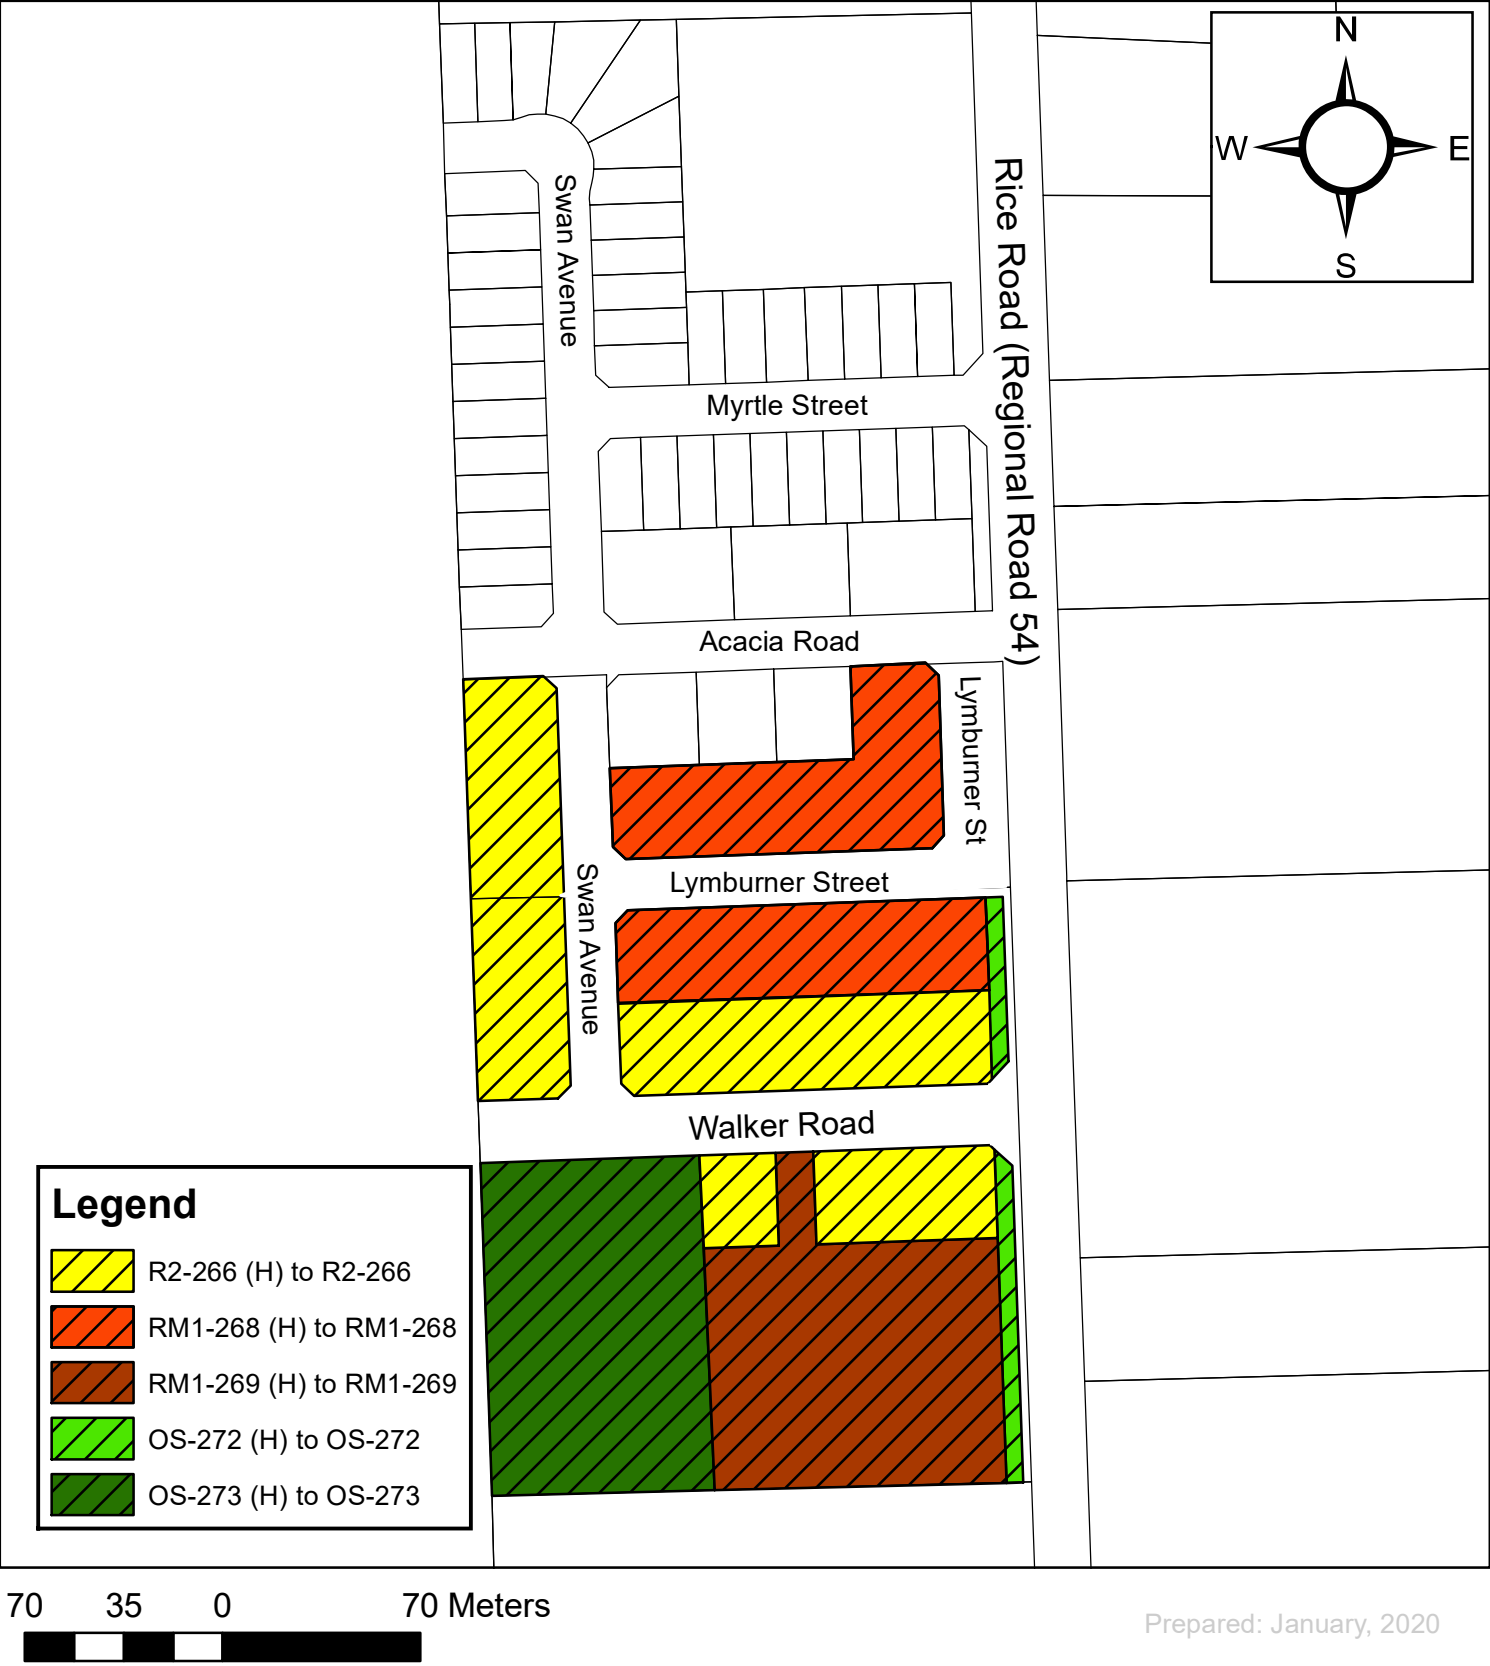 N
W
E
S
Swan Avenue
Rice Road (Regional Road 54)
Myrtle Street
Acacia Road
Lymburner St
Lymburner Street
Swan Avenue
Walker Road
Legend
R2-266 (H) to R2-266
RM1-268 (H) to RM1-268
RM1-269 (H) to RM1-269
OS-272 (H) to OS-272
OS-273 (H) to OS-273
70 35 0 70 Meters
Prepared: January, 2020